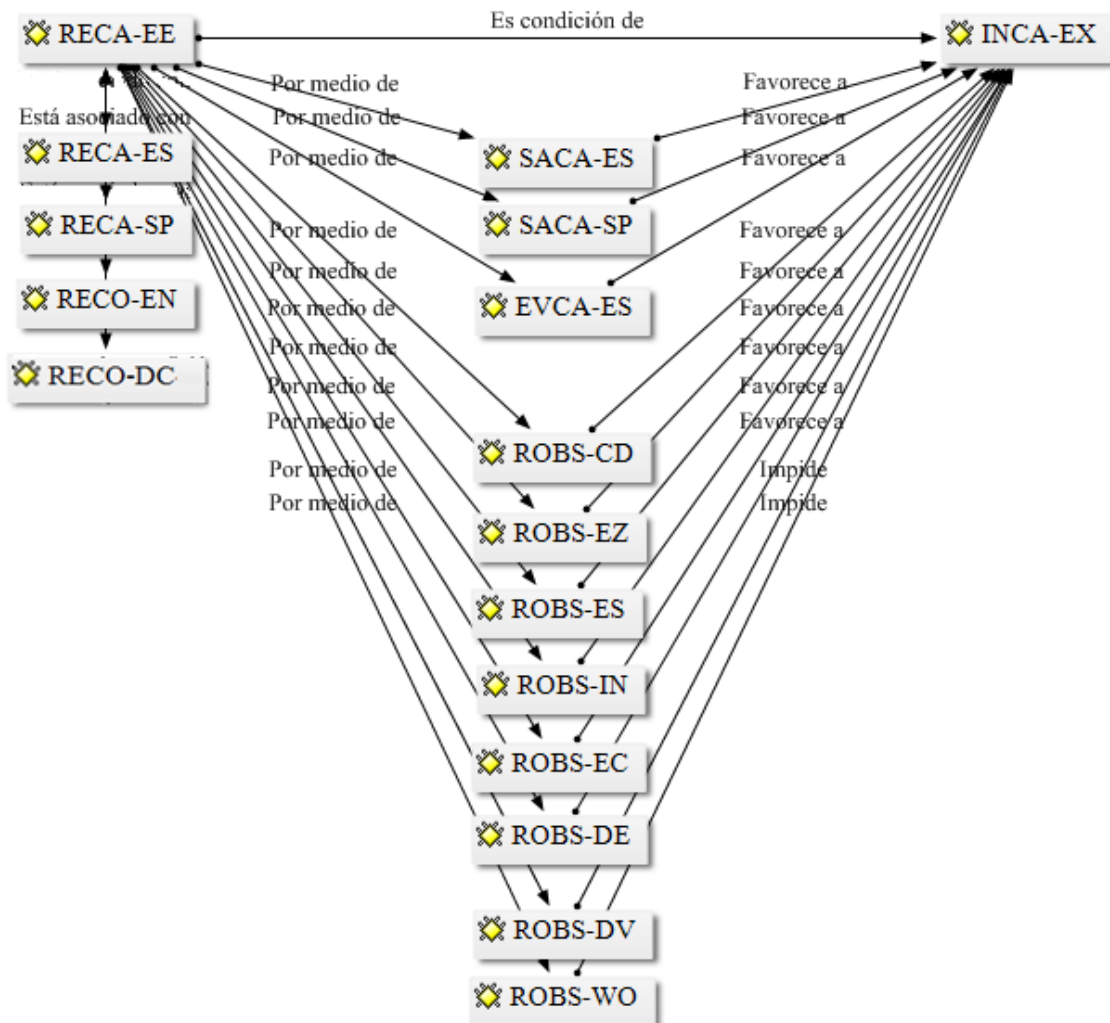 Es condición de
RECA-EE
INCA-EX
Por medio de
Favorece a
Está asociado con
Por medio de
Favorece a
RECA-ES
SACA-ES
Por medio de
Favorece a
RECA-SP
SACA-SP
Por medio de
Favorece a
Por medio de
Favorece a
RECO-EN
EVCA-ES
Por medio de
Favorece a
Por medio de
Favorece a
RECO-DC
Por medio de
Favorece a
Por medio de
Favorece a
ROBS-CD
Por medio de
Impide
Por medio de
Impide
ROBS-EZ
ROBS-ES
ROBS-IN
ROBS-EC
ROBS-DE
ROBS-DV
ROBS-WO